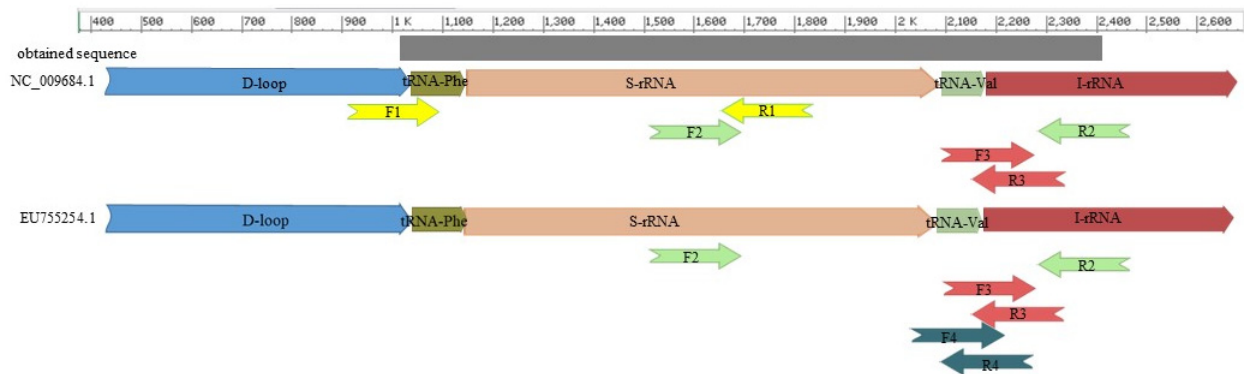 400 500 600 700 800 900 1 K 1,100 1,200 1,300 1,400 1,500 1,600 1,700 1,800 1,900 2 K 2,100 2,200 2,300 2,400 2,500 2,600
obtained sequence
NC_009684.1 D-loop tRNA-Phe S-rRNA tRNA-Val I-rRNA
F1 R1
F2 R2
F3
R3
EU755254.1 D-loop tRNA-Phe S-rRNA tRNA-Val I-rRNA
F2 R2
F3
R3
F4
R4